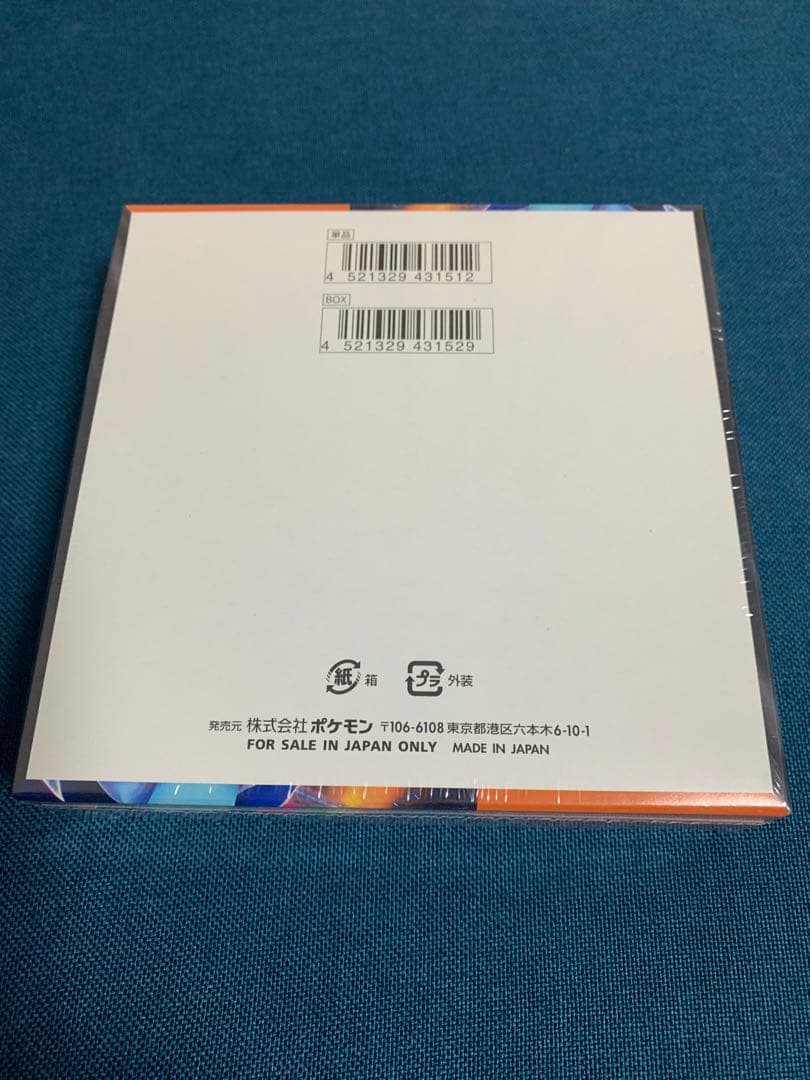 単品
4 521329 431512
BOX
4 521329 431529
紙 箱 プラ 外装
発売元 株式会社 ポケモン 〒106-6108 東京都港区六本木6-10-1
FOR SALE IN JAPAN ONLY MADE IN JAPAN